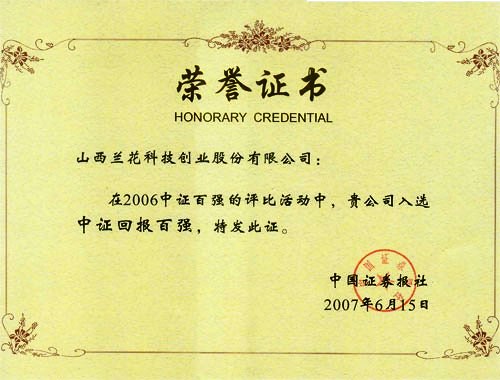 荣誉证书
HONORARY CREDENTIAL
山西兰花科技创业股份有限公司：
在2006中证百强的评比活动中，贵公司入选
中证回报百强，特发此证。
中国证券报社
2007年6月15日